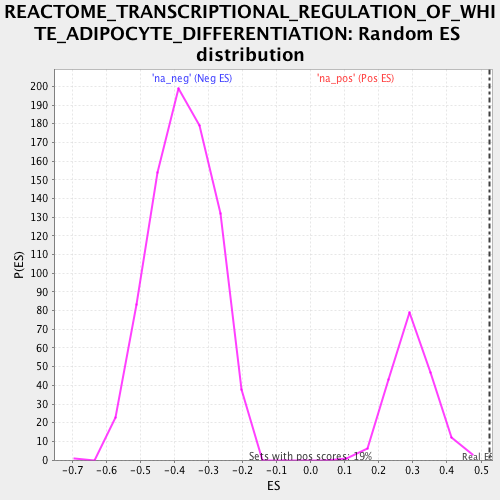 REACTOME_TRANSCRIPTIONAL_REGULATION_OF_WHI
TE_ADIPOCYTE_DIFFERENTIATION: Random ES
distribution
'na_neg' (Neg ES)
'na_pos' (Pos ES)
200
190
180
170
160
150
140
130
120
110
100
90
80
70
60
50
40
30
20
10
0
P(ES)
Sets with pos scores: 19%
Real ES
-0.7 -0.6 -0.5 -0.4 -0.3 -0.2 -0.1 0.0 0.1 0.2 0.3 0.4 0.5
ES